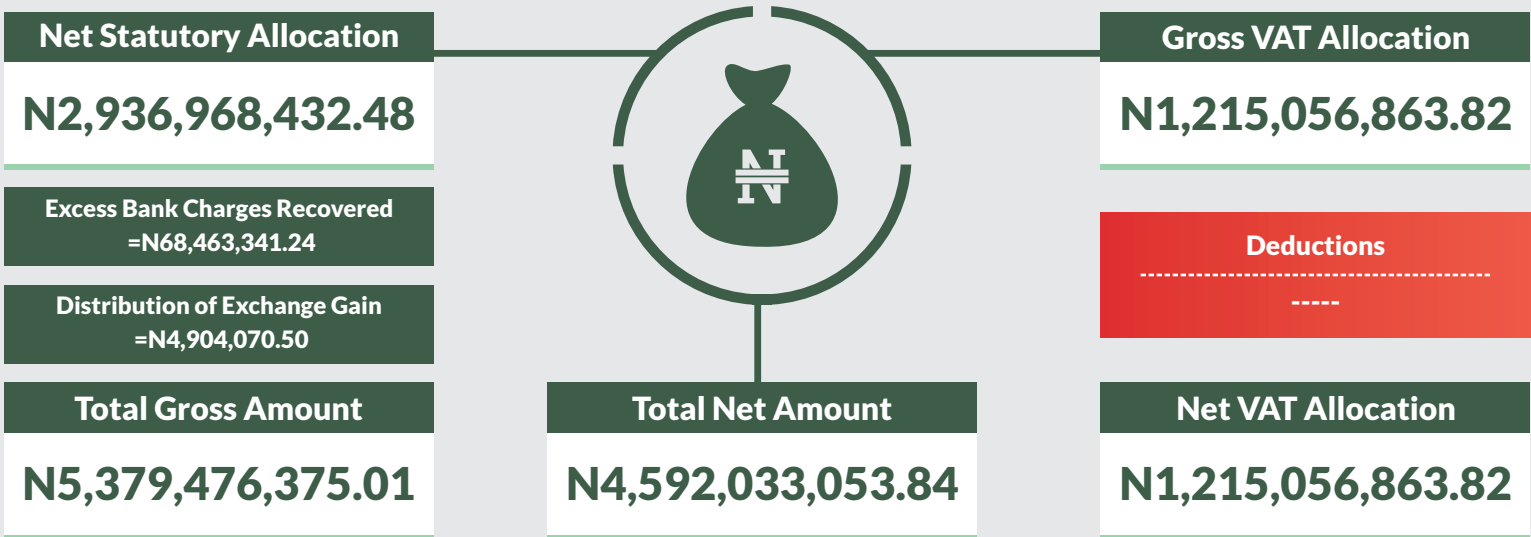 Net Statutory Allocation
N2,936,968,432.48
Excess Bank Charges Recovered
=N68,463,341.24
Distribution of Exchange Gain
=N4,904,070.50
Total Gross Amount
N5,379,476,375.01
₦
Total Net Amount
N4,592,033,053.84
Gross VAT Allocation
N1,215,056,863.82
Deductions
--------------------------------------------------
-----
Net VAT Allocation
N1,215,056,863.82